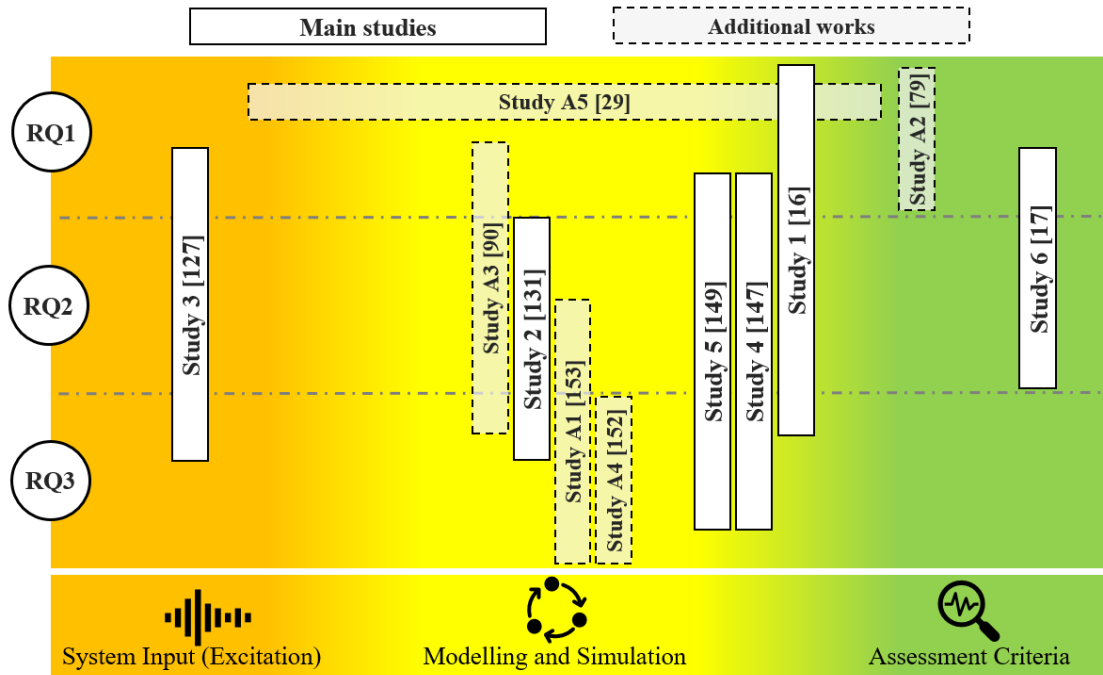 Main studies
Additional works
RQ1
Study A5 [29]
Study A2 [79]
Study 1 [16]
Study 3 [127]
Study A3 [90]
Study 2 [131]
Study 5 [149]
Study 4 [147]
Study 6 [17]
RQ2
Study A1 [153]
Study A4 [152]
RQ3
System Input (Excitation)
Modelling and Simulation
Assessment Criteria